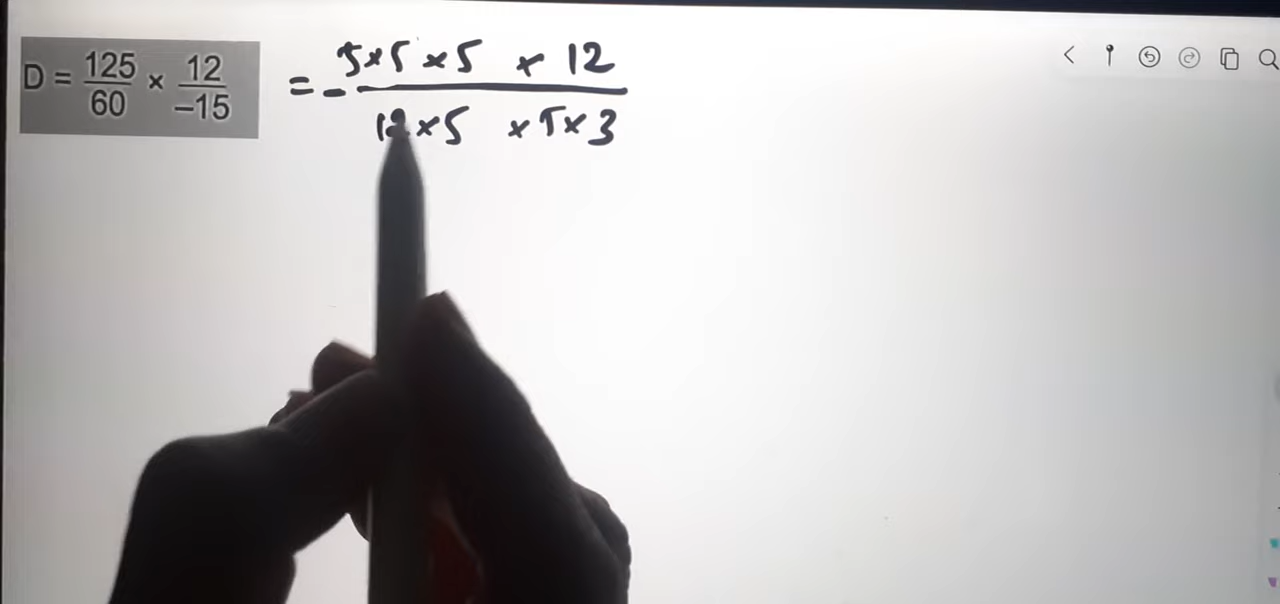 D = 125/60 × 12/–15 = - 5×5×5 × 12 / 12×5 × 5×3